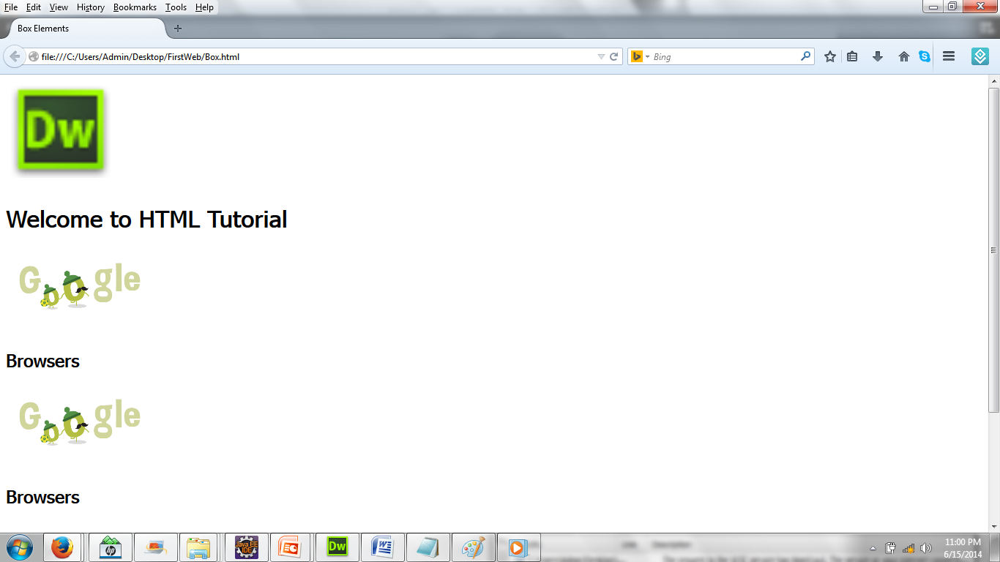 File Edit View History Bookmarks Tools Help
Box Elements
file:///C:/Users/Admin/Desktop/FirstWeb/Box.html
Bing
Dw
Welcome to HTML Tutorial
Google
Browsers
Google
Browsers
hp
Java EE
IDE
Dw
11:00 PM
6/15/2014